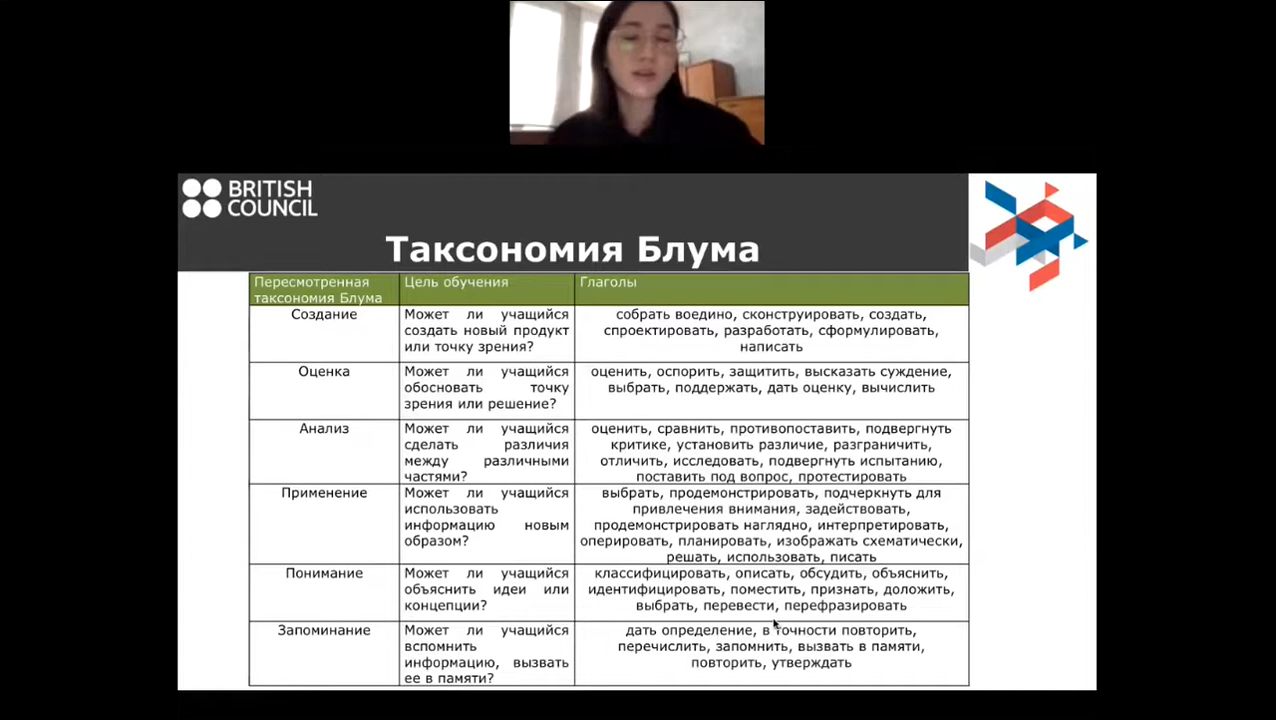 BRITISH
COUNCIL
Таксономия Блума
Пересмотренная
таксономия Блума
Цель обучения
Глаголы
Создание
Может ли учащийся
создать новый продукт
или точку зрения?
собрать воедино, сконструировать, создать,
спроектировать, разработать, сформулировать,
написать
Оценка
Может ли учащийся
обосновать точку
зрения или решение?
оценить, оспорить, защитить, высказать суждение,
выбрать, поддержать, дать оценку, вычислить
Анализ
Может ли учащийся
сделать различия
между различными
частями?
оценить, сравнить, противопоставить, подвергнуть
критике, установить различие, разграничить,
отличить, исследовать, подвергнуть испытанию,
поставить под вопрос, протестировать
Применение
Может ли учащийся
использовать
информацию новым
образом?
выбрать, продемонстрировать, подчеркнуть для
привлечения внимания, задействовать,
продемонстрировать наглядно, интерпретировать,
оперировать, планировать, изображать схематически,
решать, использовать, писать
Понимание
Может ли учащийся
объяснить идеи или
концепции?
классифицировать, описать, обсудить, объяснить,
идентифицировать, поместить, признать, доложить,
выбрать, перевести, перефразировать
Запоминание
Может ли учащийся
вспомнить
информацию, вызвать
ее в памяти?
дать определение, в точности повторить,
перечислить, запомнить, вызвать в памяти,
повторить, утверждать